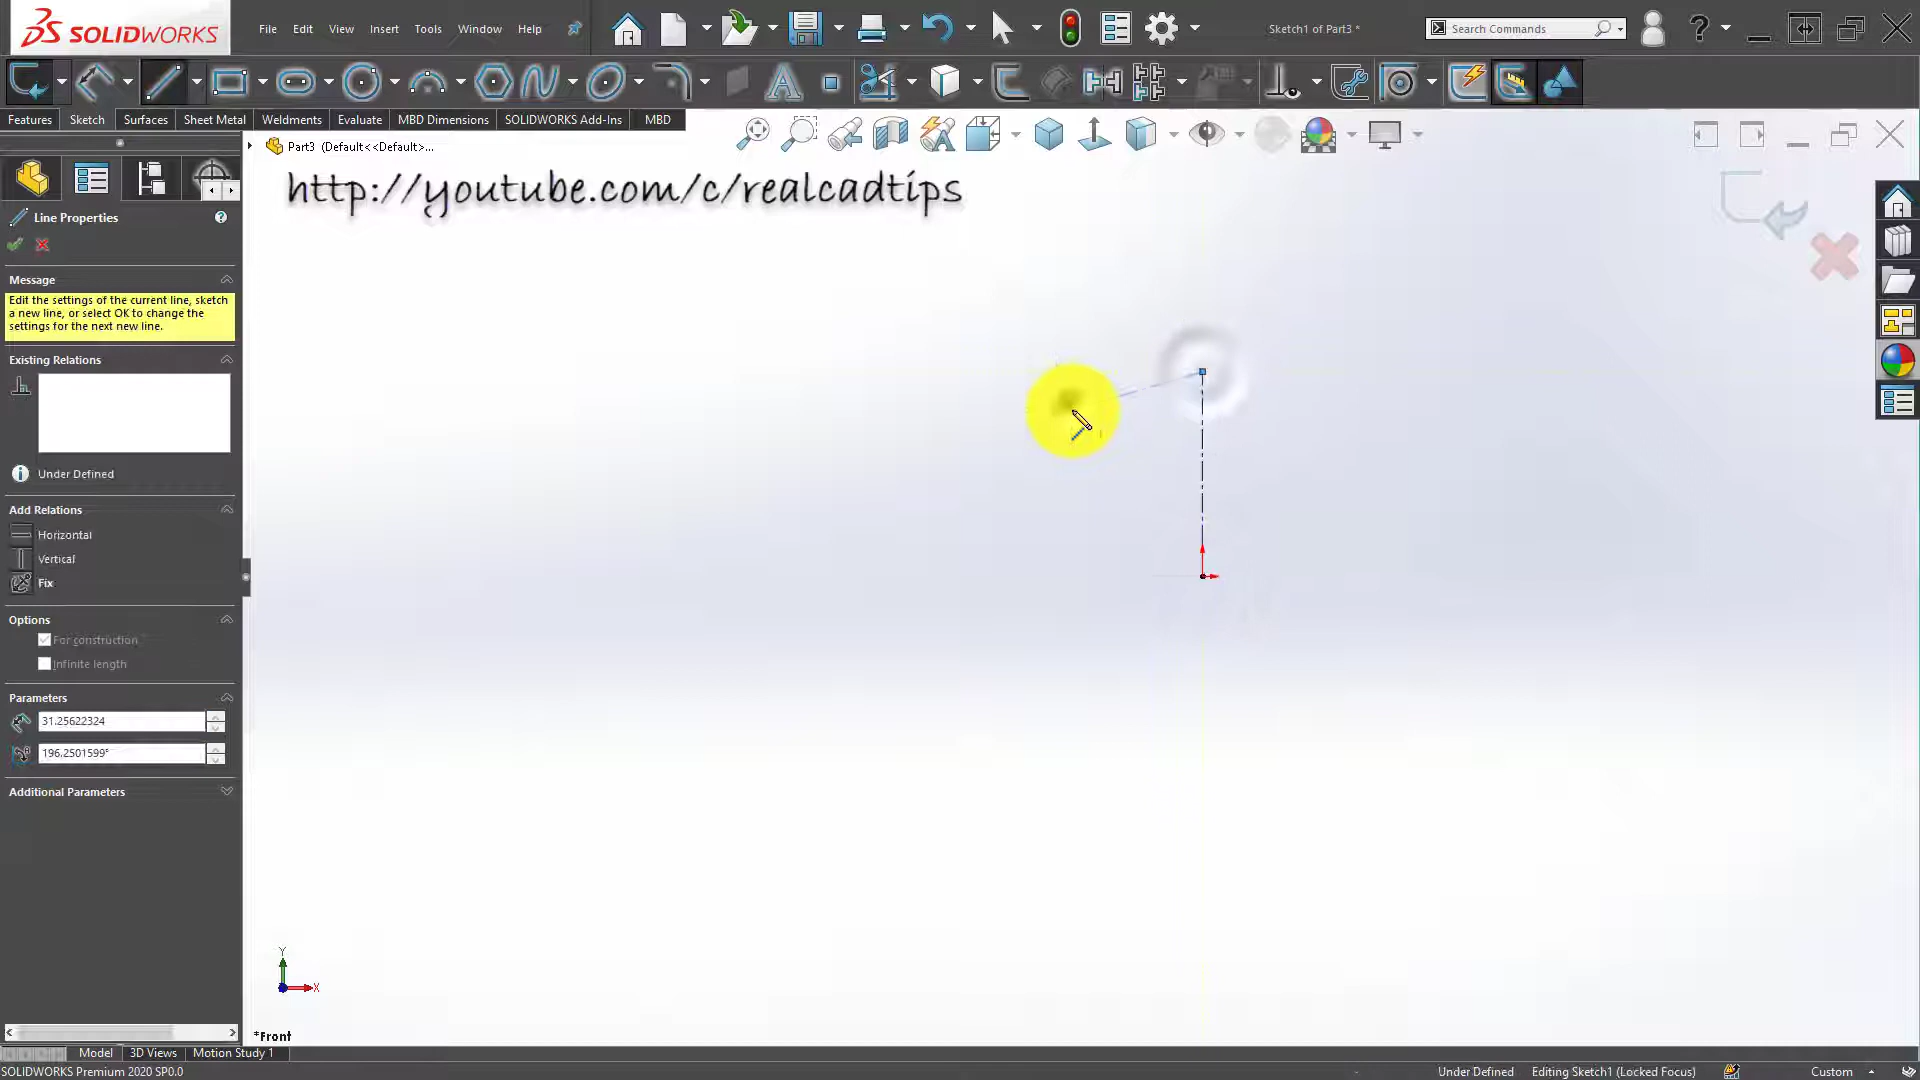 SOLIDWORKS
File Edit View Insert Tools Window Help
Sketch1 of Part3 *
Search Commands
Features Sketch Surfaces Sheet Metal Weldments Evaluate MBD Dimensions SOLIDWORKS Add-Ins MBD
Part3 (Default<<Default>...
http://youtube.com/c/realcadtips
Line Properties
Message
Edit the settings of the current line, sketch
a new line, or select OK to change the
settings for the next new line.
Existing Relations
Under Defined
Add Relations
Horizontal
Vertical
Fix
Options
For construction
Infinite length
Parameters
31.25622324
196.2501599°
Additional Parameters
Y
X
*Front
Model 3D Views Motion Study 1
SOLIDWORKS Premium 2020 SP0.0
Under Defined Editing Sketch1 (Locked Focus) Custom